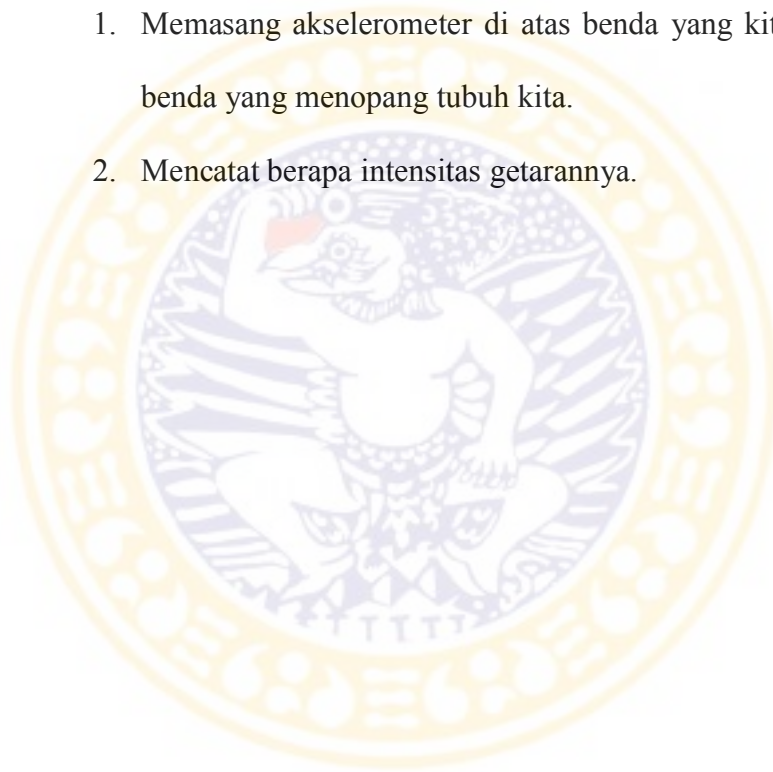 1. Memasang akselerometer di atas benda yang
benda yang menopang tubuh kita.
2. Mencatat berapa intensitas getarannya.